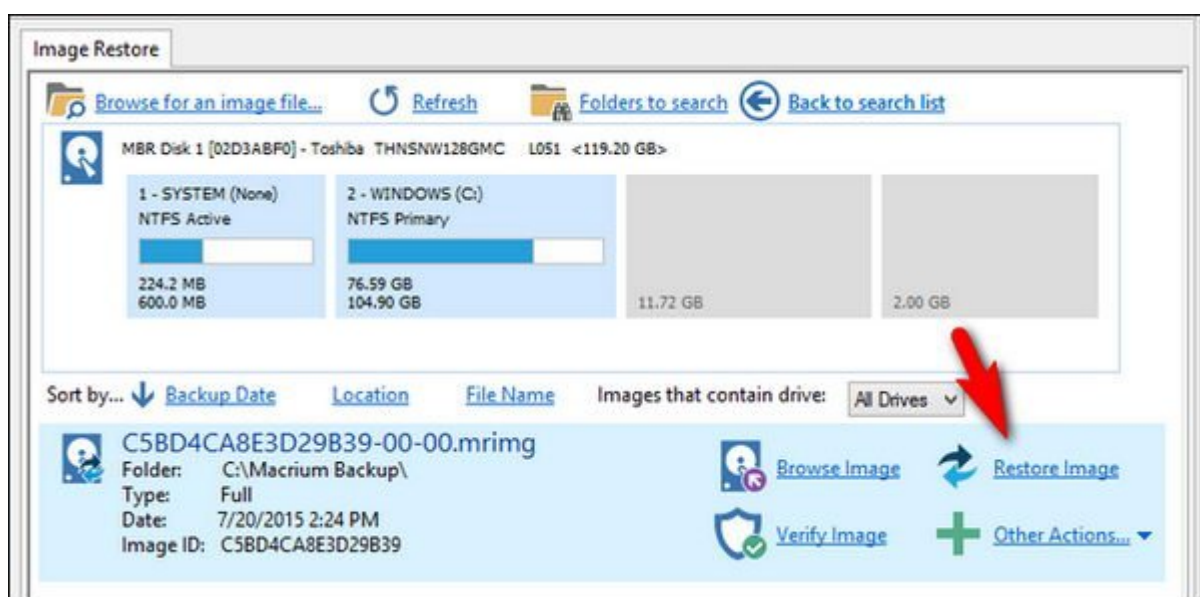 Image Restore
Browse for an image file... Refresh Folders to search Back to search list
MBR Disk 1 [02D3ABF0] - Toshiba THNSNW128GMC L051 <119.20 GB>
1 - SYSTEM (None) 2 - WINDOWS (C:)
NTFS Active NTFS Primary
224.2 MB 76.59 GB
600.0 MB 104.90 GB 11.72 GB 2.00 GB
Sort by... Backup Date Location File Name Images that contain drive: All Drives
C5BD4CA8E3D29B39-00-00.mrimg
Folder: C:\Macrium Backup\ Browse Image Restore Image
Type: Full
Date: 7/20/2015 2:24 PM Verify Image Other Actions...
Image ID: C5BD4CA8E3D29B39